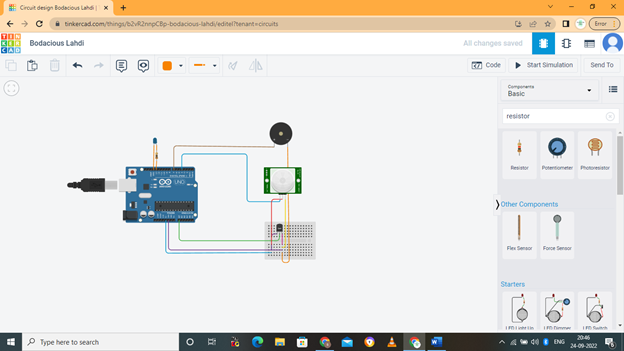 Circuit design Bodacious Lahdi |
tinkercad.com/things/b2vR2nnpC8p-bodacious-lahdi/editel?tenant=circuits
Error
TIN
KER
CAD
Bodacious Lahdi
All changes saved
Code
Start Simulation
Send To
Components
Basic
resistor
Resistor
Potentiometer
Photoresistor
Other Components
Flex Sensor
Force Sensor
Starters
LED Light Up
LED Dimmer
LED Switch
UNO
Type here to search
ENG
20:46
24-09-2022